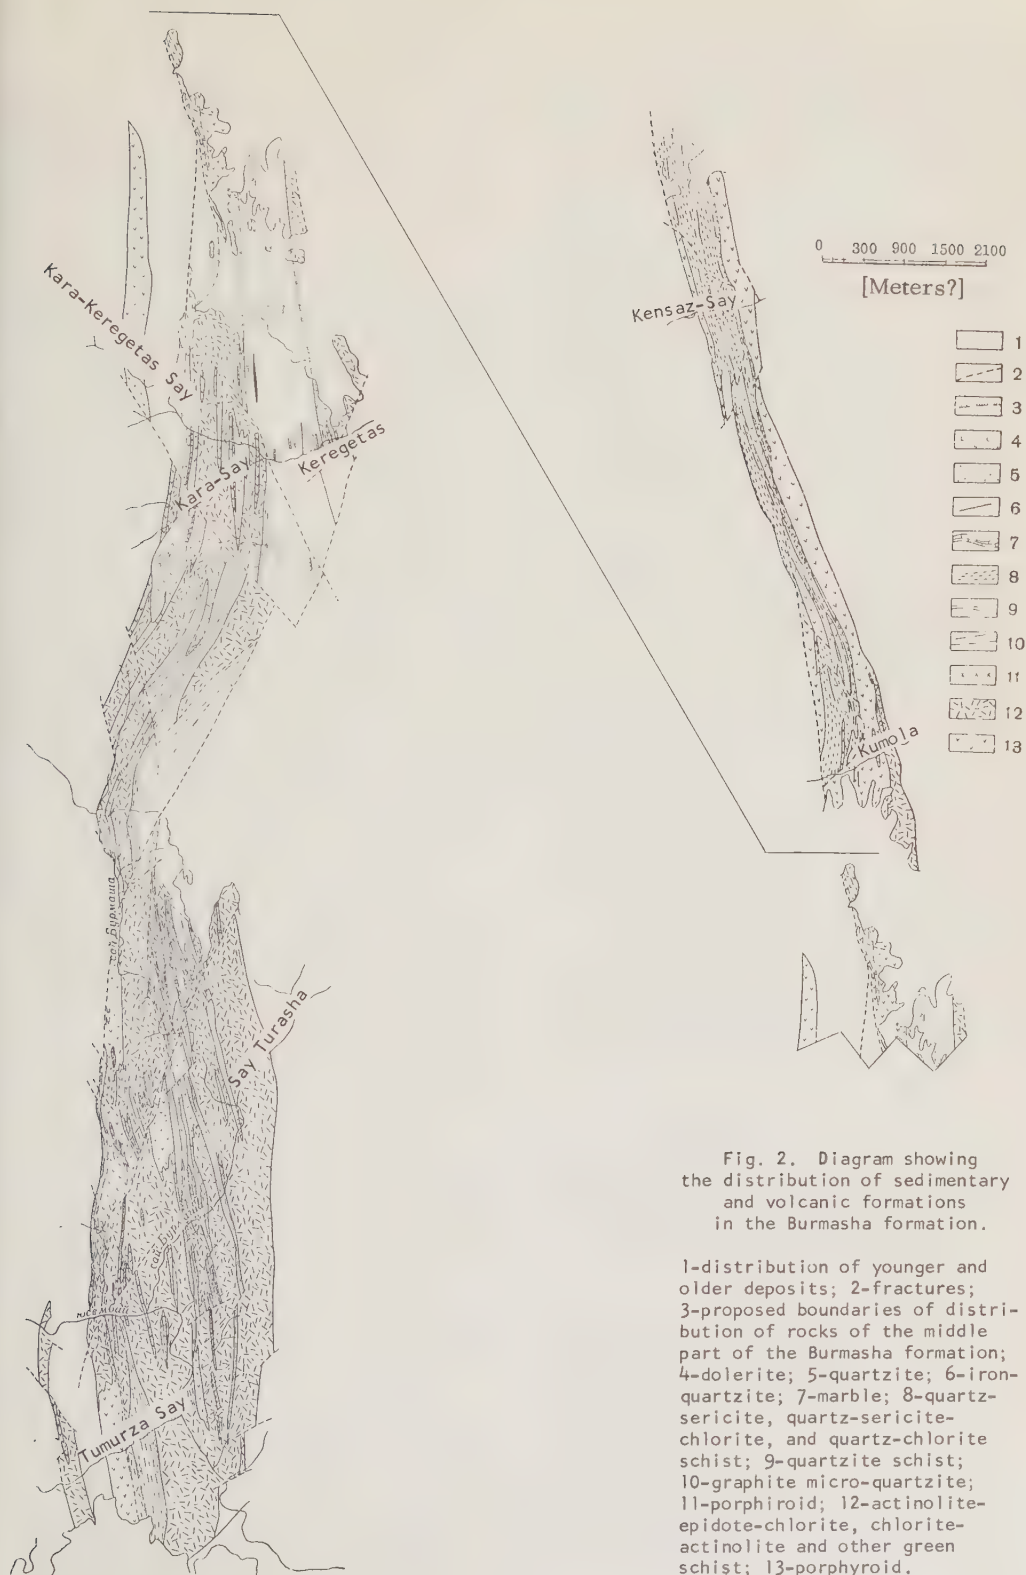 Kara-Keregetas Say
Kara-Say
Keregetas
Say Turasha
Tumurza Say
Kensaz-Say
Kumola
0 300 900 1500 2100
[Meters?]
1
2
3
4
5
6
7
8
9
10
11
12
13
Fig. 2. Diagram showing
the distribution of sedimentary
and volcanic formations
in the Burmasha formation.
1-distribution of younger and
older deposits; 2-fractures;
3-proposed boundaries of distri-
bution of rocks of the middle
part of the Burmasha formation;
4-dolerite; 5-quartzite; 6-iron-
quartzite; 7-marble; 8-quartz-
sericite, quartz-sericite-
chlorite, and quartz-chlorite
schist; 9-quartzite schist;
10-graphite micro-quartzite;
11-porphiroid; 12-actinolite-
epidote-chlorite, chlorite-
actinolite and other green
schist; 13-porphyroid.
сай Бурмаша